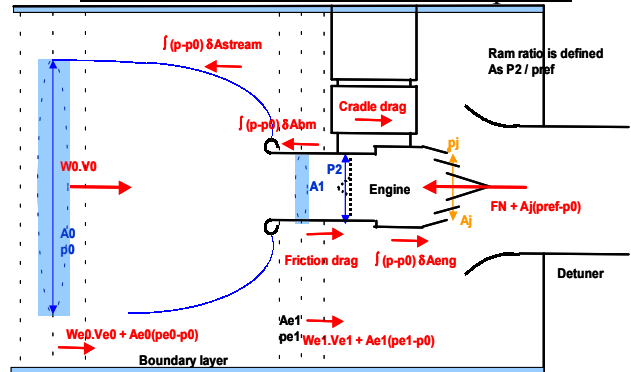 ∫(p-p0) δAstream
Ram ratio is defined
As P2 / pref
Cradle drag
∫(p-p0) δAbm
W0.V0
P2
A1
Engine
pj
A0
p0
Aj
FN + Aj(pref-p0)
Friction drag
∫(p-p0) δAeng
Detuner
Ae1
pe1
We0.Ve0 + Ae0(pe0-p0)
We1.Ve1 + Ae1(pe1-p0)
Boundary layer